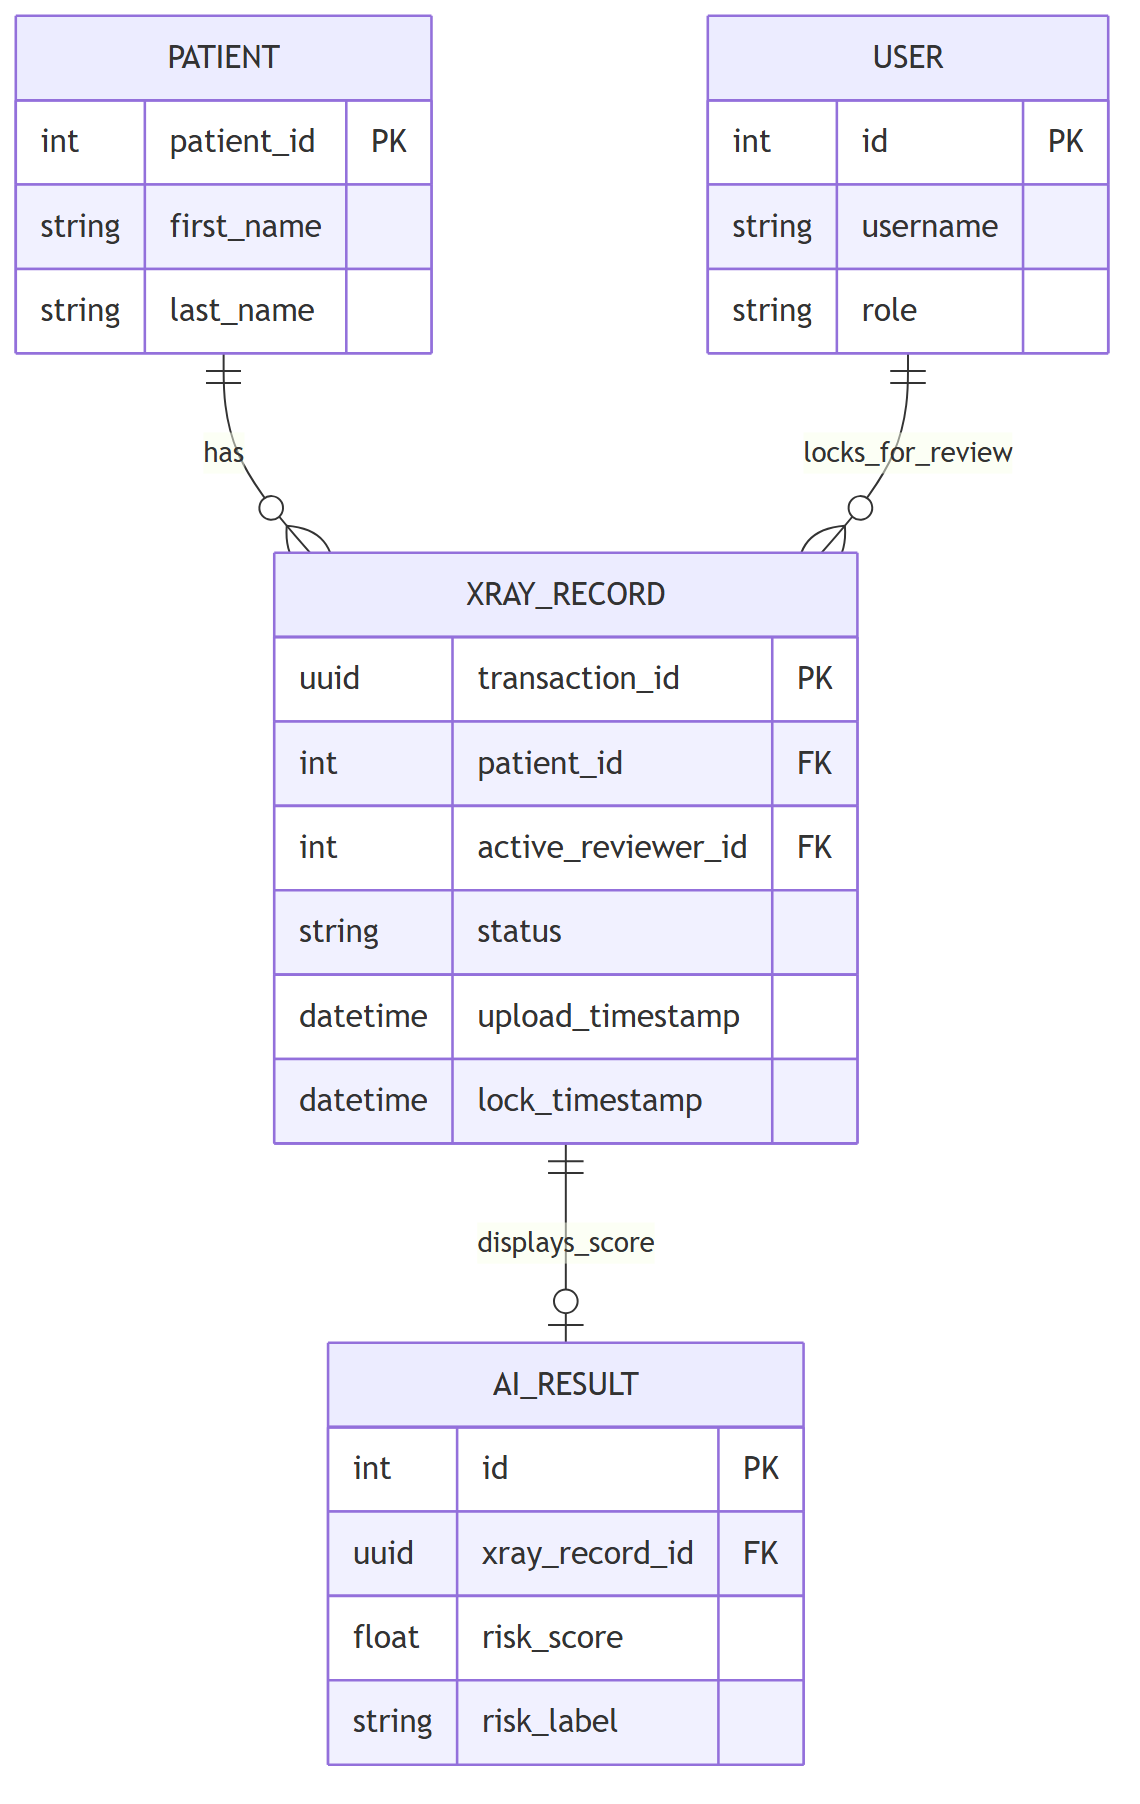 PATIENT
int patient_id PK
string first_name
string last_name
USER
int id PK
string username
string role
has
locks_for_review
XRAY_RECORD
uuid transaction_id PK
int patient_id FK
int active_reviewer_id FK
string status
datetime upload_timestamp
datetime lock_timestamp
displays_score
AI_RESULT
int id PK
uuid xray_record_id FK
float risk_score
string risk_label